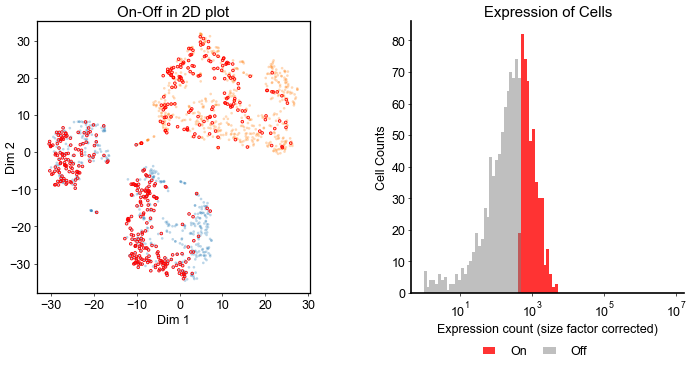 On-Off in 2D plot
Dim 2
30
20
10
0
−10
−20
−30
−30 −20 −10 0 10 20 30
Dim 1
Expression of Cells
Cell Counts
80
70
60
50
40
30
20
10
0
10^1 10^3 10^5 10^7
Expression count (size factor corrected)
On Off